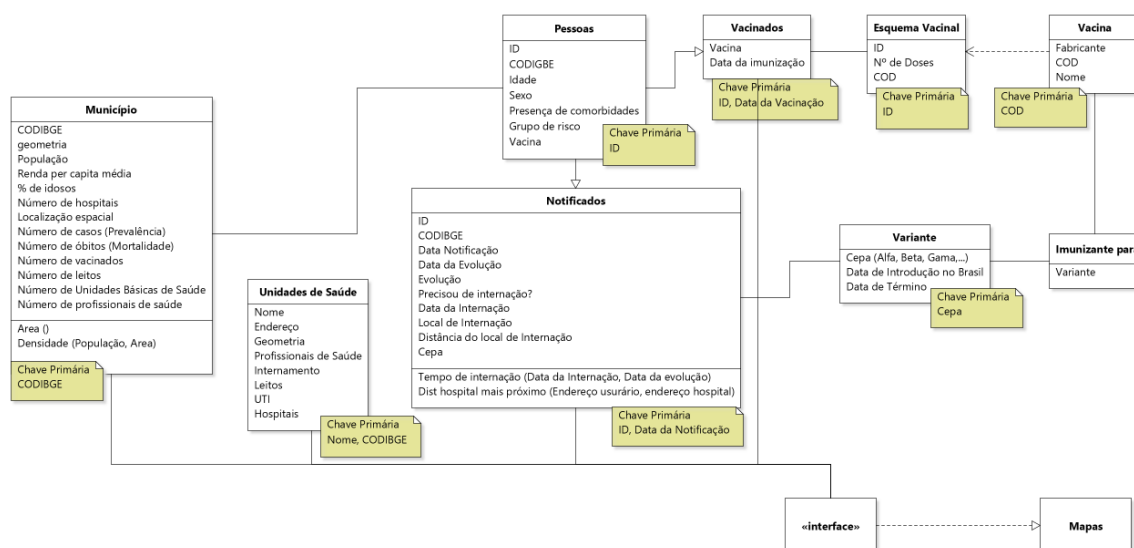 Pessoas
ID
CODIGBE
Idade
Sexo
Presença de comorbidades
Grupo de risco
Vacina
Chave Primária
ID
Vacinados
Vacina
Data da imunização
Chave Primária
ID, Data da Vacinação
Esquema Vacinal
ID
Nº de Doses
COD
Chave Primária
ID
Vacina
Fabricante
COD
Nome
Chave Primária
COD
Município
CODIBGE
geometria
População
Renda per capita média
% de idosos
Número de hospitais
Localização espacial
Número de casos (Prevalência)
Número de óbitos (Mortalidade)
Número de vacinados
Número de leitos
Número de Unidades Básicas de Saúde
Número de profissionais de saúde
Area ()
Densidade (População, Area)
Chave Primária
CODIBGE
Unidades de Saúde
Nome
Endereço
Geometria
Profissionais de Saúde
Internamento
Leitos
UTI
Hospitais
Chave Primária
Nome, CODIBGE
Notificados
ID
CODIBGE
Data Notificação
Data da Evolução
Evolução
Precisou de internação?
Data da Internação
Local de Internação
Distância do local de Internação
Cepa
Tempo de internação (Data da Internação, Data da evolução)
Dist hospital mais próximo (Endereço usurário, endereço hospital)
Chave Primária
ID, Data da Notificação
Variante
Cepa (Alfa, Beta, Gama,...)
Data de Introdução no Brasil
Data de Término
Chave Primária
Cepa
Imunizante para
Variante
«interface»
Mapas